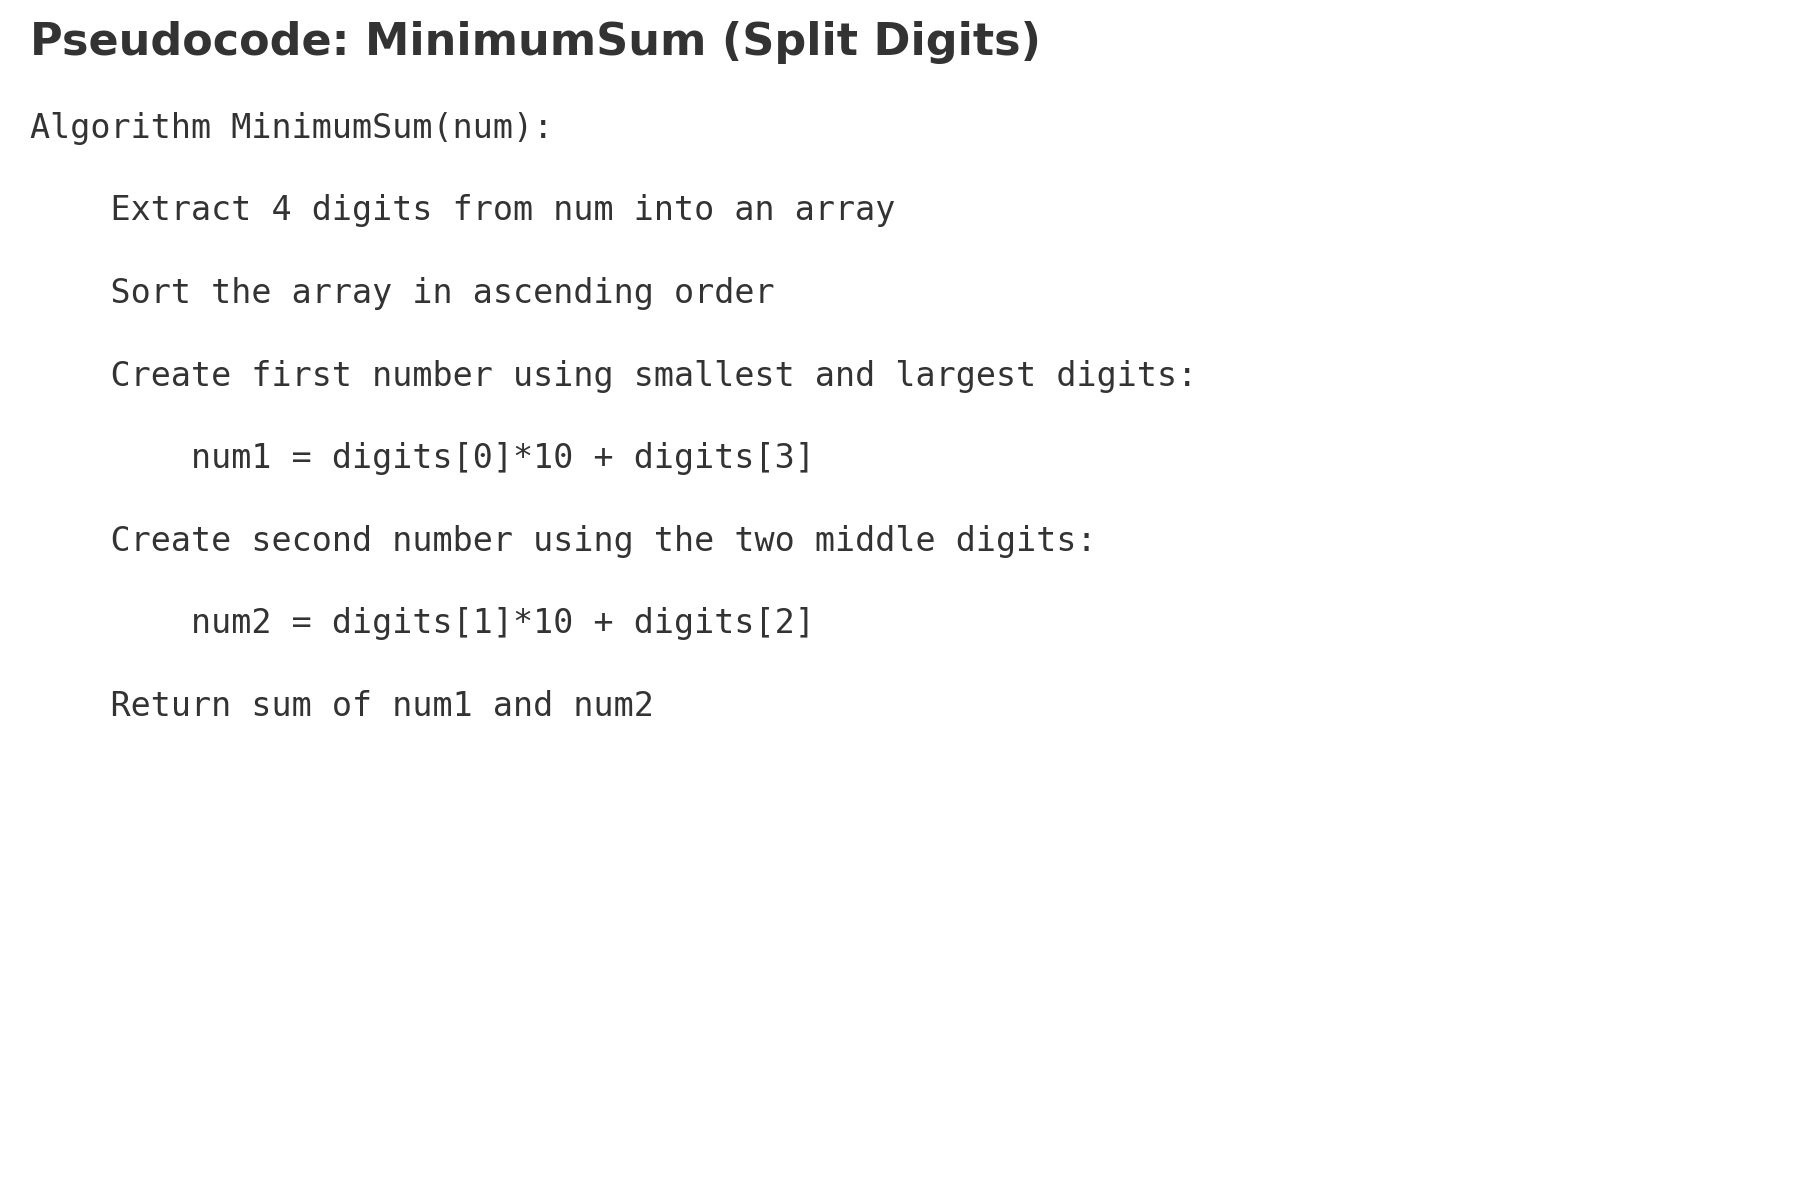 Pseudocode: MinimumSum (Split Digits)
Algorithm MinimumSum(num):
    Extract 4 digits from num into an array
    Sort the array in ascending order
    Create first number using smallest and largest digits:
        num1 = digits[0]*10 + digits[3]
    Create second number using the two middle digits:
        num2 = digits[1]*10 + digits[2]
    Return sum of num1 and num2